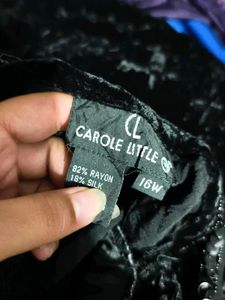 CL
CAROLE LITTLE
16W
82% RAYON
18% SILK